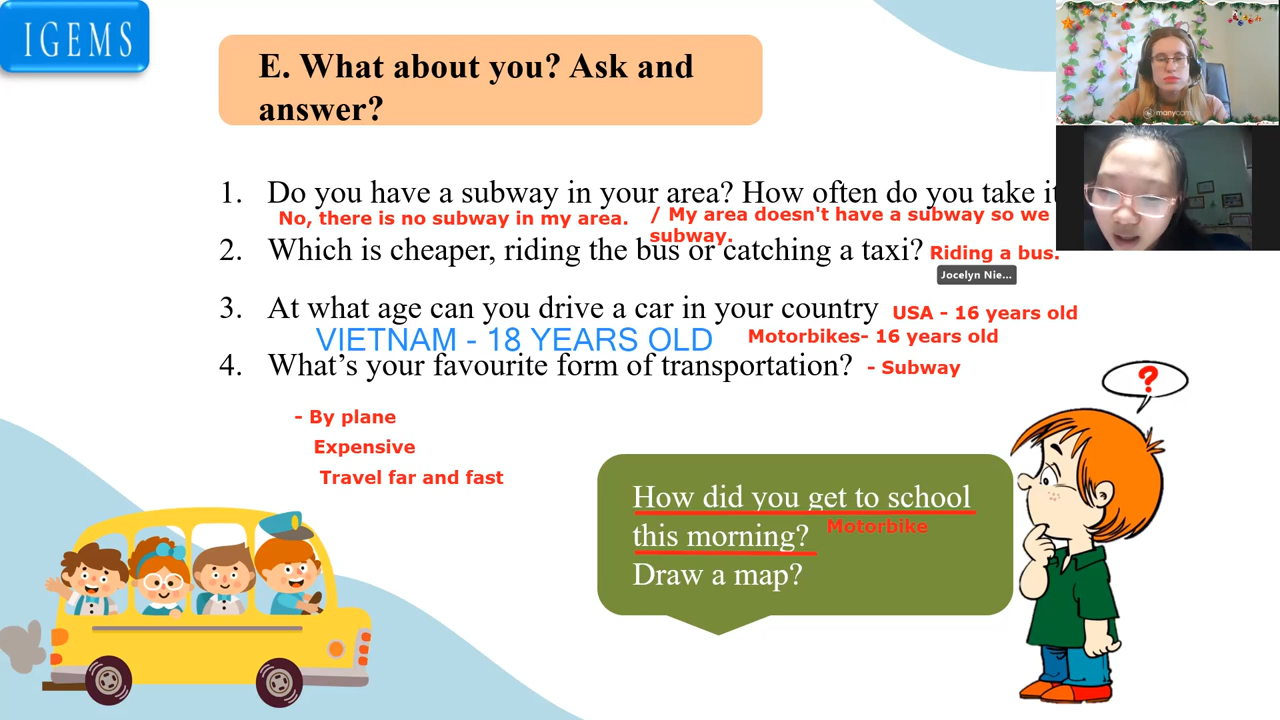 IGEMS
E. What about you? Ask and
answer?
manycam
1. Do you have a subway in your area? How often do you take it
No, there is no subway in my area. / My area doesn't have a subway so we
subway.
2. Which is cheaper, riding the bus or catching a taxi? Riding a bus.
Jocelyn Nie...
3. At what age can you drive a car in your country USA - 16 years old
VIETNAM - 18 YEARS OLD Motorbikes- 16 years old
4. What's your favourite form of transportation? - Subway
- By plane
Expensive
Travel far and fast
?
How did you get to school
this morning? Motorbike
Draw a map?